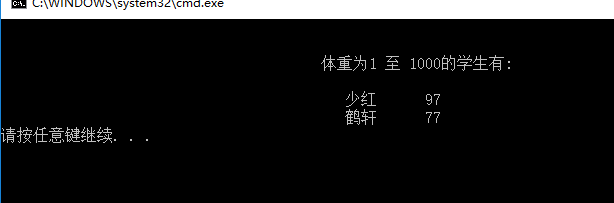 C:\WINDOWS\system32\cmd.exe
体重为1 至 1000的学生有:
少红 97
鹤轩 77
请按任意键继续. . .